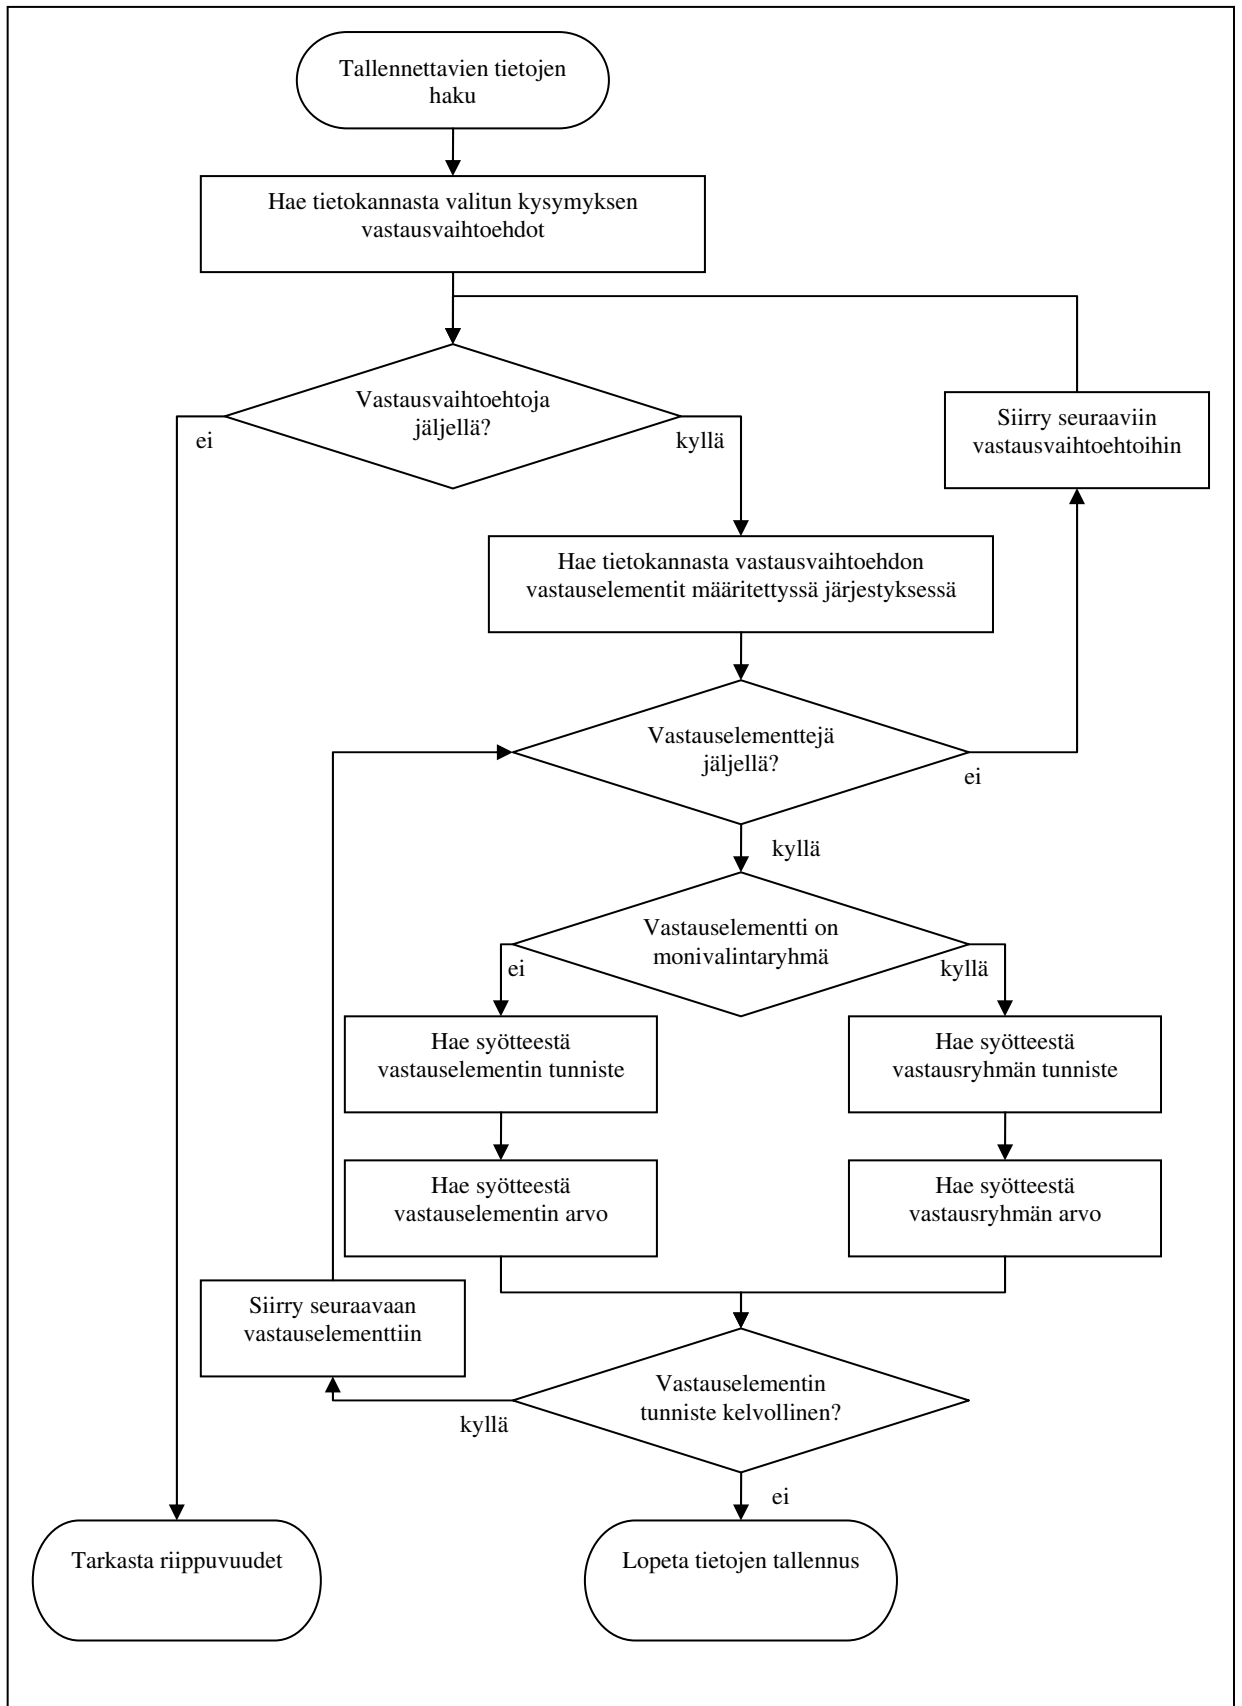 Tallennettavien tietojen
haku
Hae tietokannasta valitun kysymyksen
vastausvaihtoehdot
Vastausvaihtoehtoja
jäljellä?
ei
kyllä
Siirry seuraaviin
vastausvaihtoehtoihin
Hae tietokannasta vastausvaihtoehdon
vastauselementit määritettyssä järjestyksessä
Vastauselementtejä
jäljellä?
ei
kyllä
Vastauselementti on
monivalintaryhmä
ei
kyllä
Hae syötteestä
vastauselementin tunniste
Hae syötteestä
vastausryhmän tunniste
Hae syötteestä
vastauselementin arvo
Hae syötteestä
vastausryhmän arvo
Siirry seuraavaan
vastauselementtiin
Vastauselementin
tunniste kelvollinen?
kyllä
ei
Tarkasta riippuvuudet
Lopeta tietojen tallennus